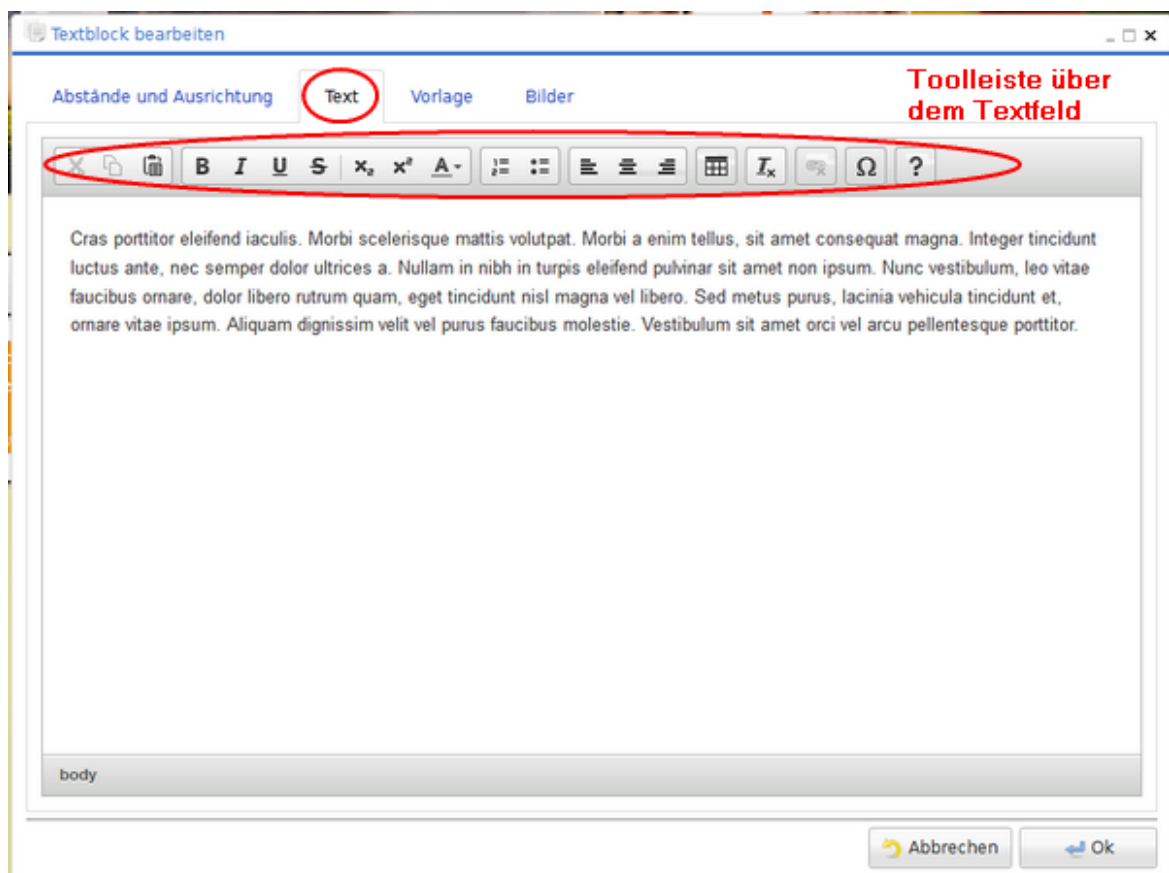 Textblock bearbeiten
Abstände und Ausrichtung Text Vorlage Bilder
Toolleiste über
dem Textfeld
B I U S x₂ x² A Iₓ Ω ?
Cras porttitor eleifend iaculis. Morbi scelerisque mattis volutpat. Morbi a enim tellus, sit amet consequat magna. Integer tincidunt
luctus ante, nec semper dolor ultrices a. Nullam in nibh in turpis eleifend pulvinar sit amet non ipsum. Nunc vestibulum, leo vitae
faucibus ornare, dolor libero rutrum quam, eget tincidunt nisl magna vel libero. Sed metus purus, lacinia vehicula tincidunt et,
ornare vitae ipsum. Aliquam dignissim velit vel purus faucibus molestie. Vestibulum sit amet orci vel arcu pellentesque porttitor.
body
Abbrechen Ok